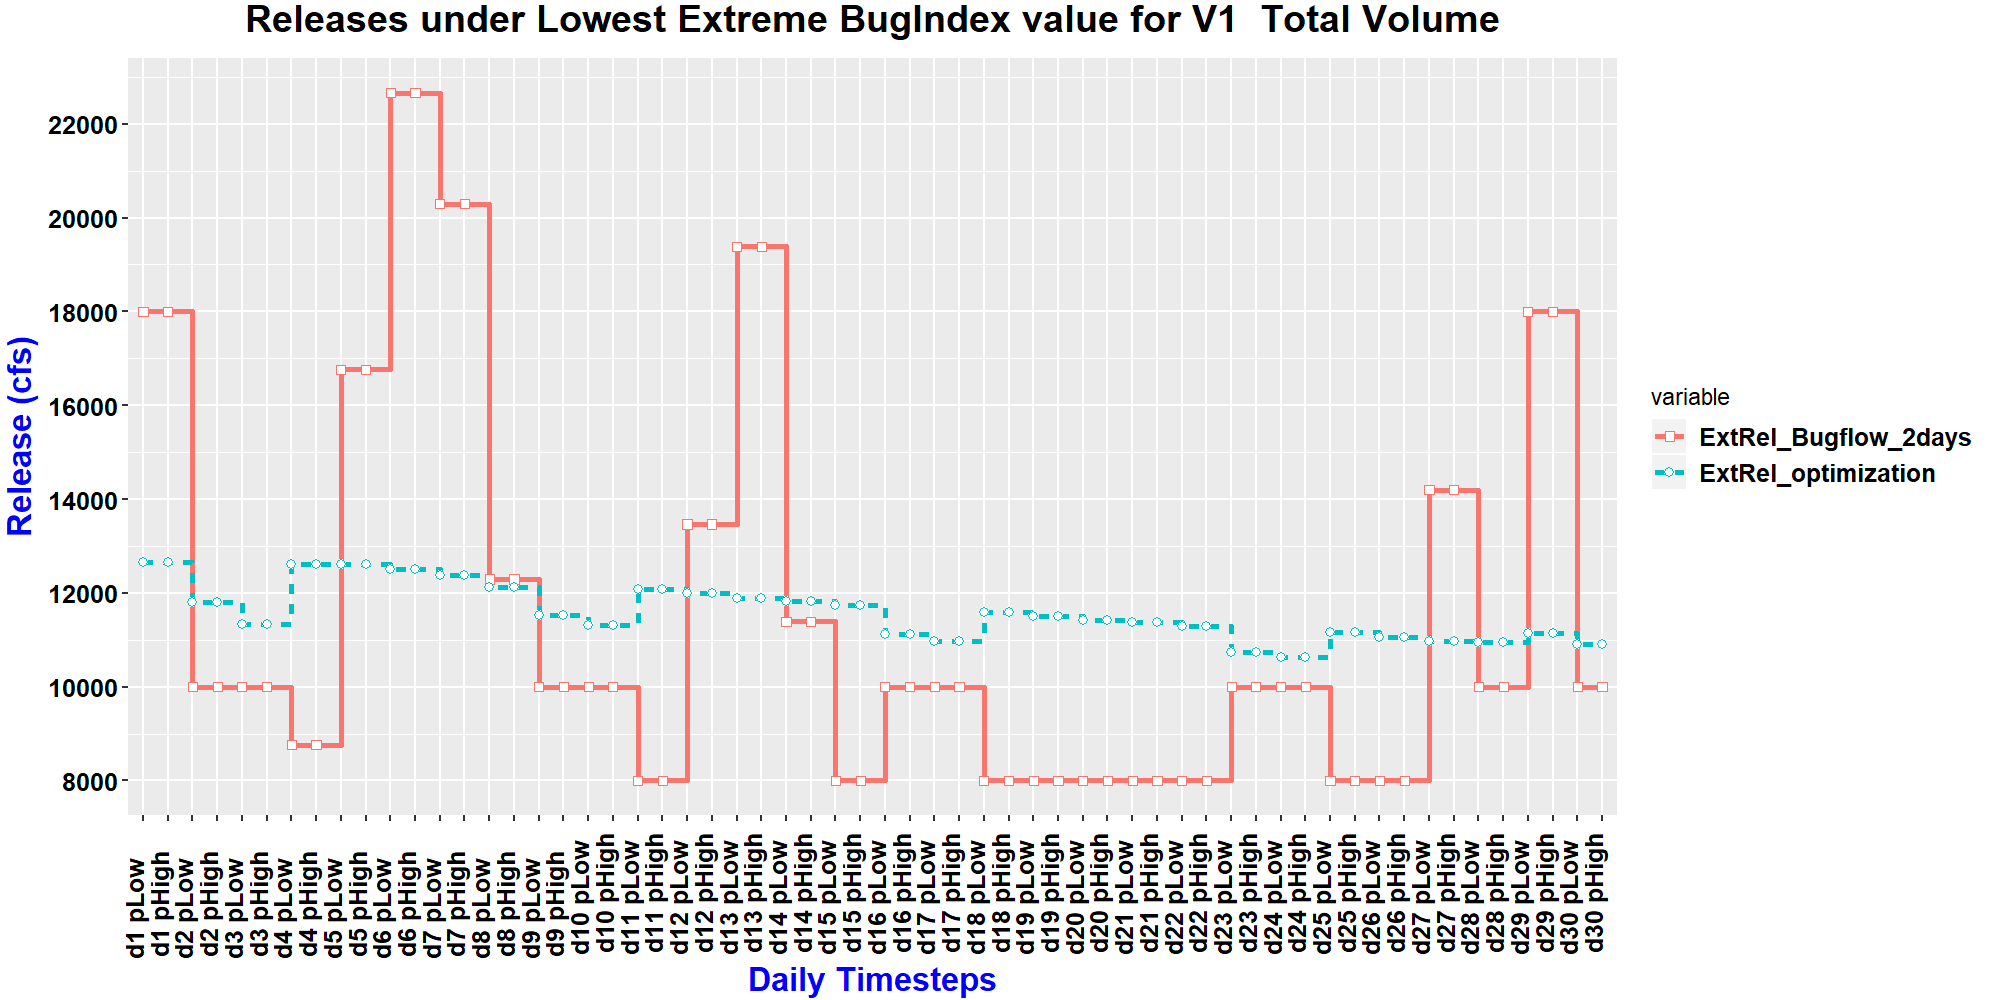 Releases under Lowest Extreme BugIndex value for V1  Total Volume
Release (cfs)
22000
20000
18000
16000
14000
12000
10000
8000
d1 pLow
d1 pHigh
d2 pLow
d2 pHigh
d3 pLow
d3 pHigh
d4 pLow
d4 pHigh
d5 pLow
d5 pHigh
d6 pLow
d6 pHigh
d7 pLow
d7 pHigh
d8 pLow
d8 pHigh
d9 pLow
d9 pHigh
d10 pLow
d10 pHigh
d11 pLow
d11 pHigh
d12 pLow
d12 pHigh
d13 pLow
d13 pHigh
d14 pLow
d14 pHigh
d15 pLow
d15 pHigh
d16 pLow
d16 pHigh
d17 pLow
d17 pHigh
d18 pLow
d18 pHigh
d19 pLow
d19 pHigh
d20 pLow
d20 pHigh
d21 pLow
d21 pHigh
d22 pLow
d22 pHigh
d23 pLow
d23 pHigh
d24 pLow
d24 pHigh
d25 pLow
d25 pHigh
d26 pLow
d26 pHigh
d27 pLow
d27 pHigh
d28 pLow
d28 pHigh
d29 pLow
d29 pHigh
d30 pLow
d30 pHigh
Daily Timesteps
variable
ExtRel_Bugflow_2days
ExtRel_optimization